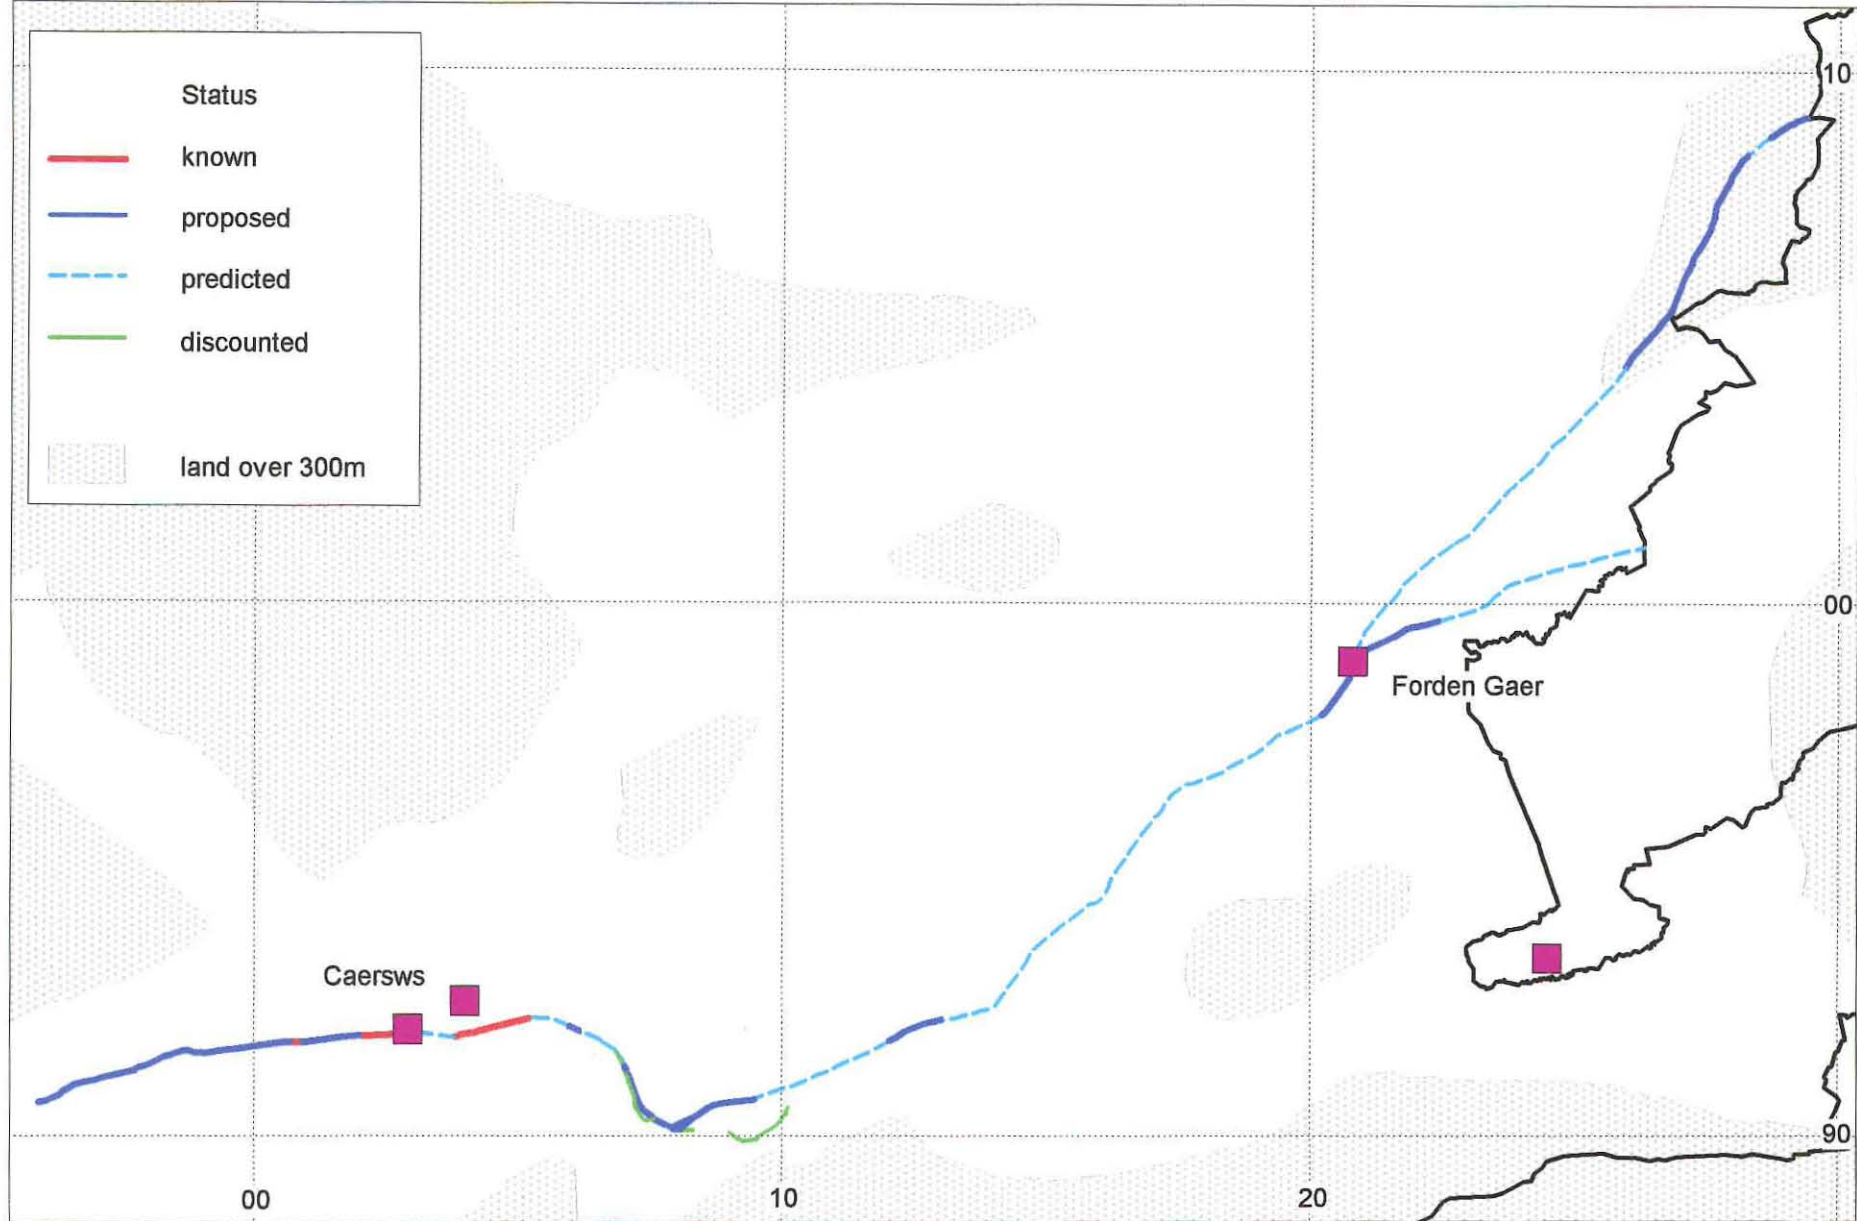 Status
known
proposed
predicted
discounted
land over 300m
10
00
Forden Gaer
Caersws
90
00
10
20